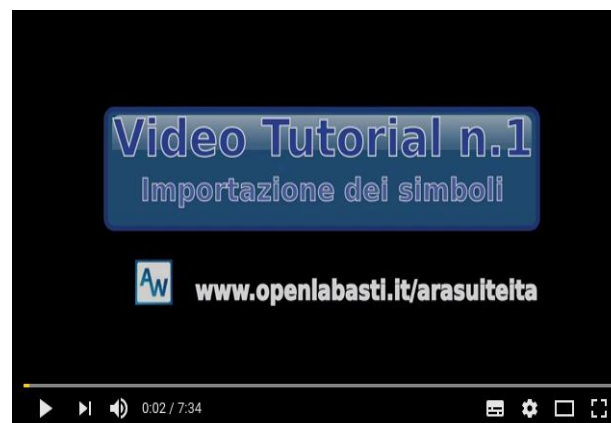 Video Tutorial n.1
Importazione dei simboli
AW www.openlabasti.it/arasuiteita
0:02 / 7:34